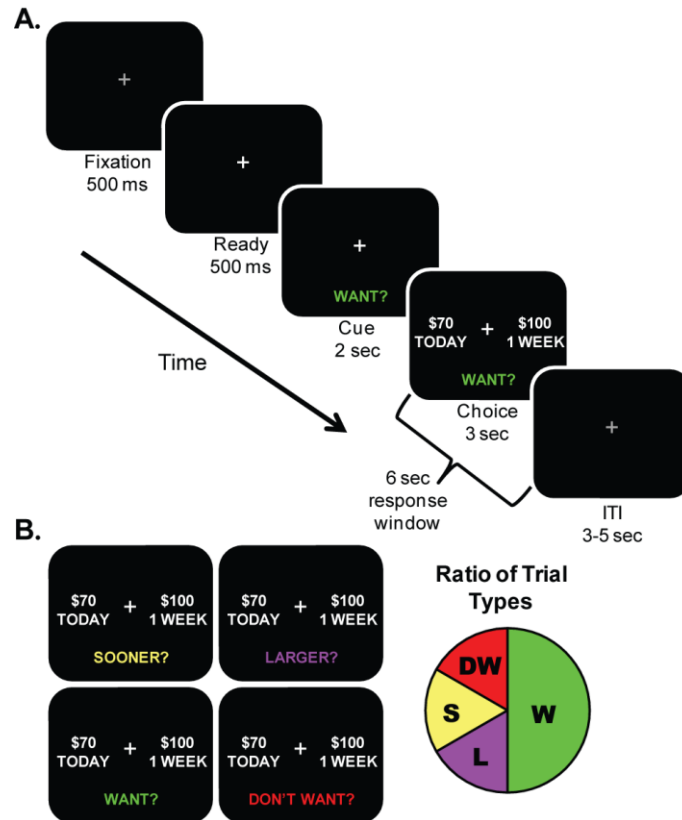 A.
Fixation
500 ms
Ready
500 ms
WANT?
Cue
2 sec
$70 + $100
TODAY 1 WEEK
WANT?
Choice
3 sec
Time
6 sec
response
window
ITI
3-5 sec
B.
$70 + $100
TODAY 1 WEEK
SOONER?
$70 + $100
TODAY 1 WEEK
LARGER?
$70 + $100
TODAY 1 WEEK
WANT?
$70 + $100
TODAY 1 WEEK
DON'T WANT?
Ratio of Trial
Types
DW
S
W
L